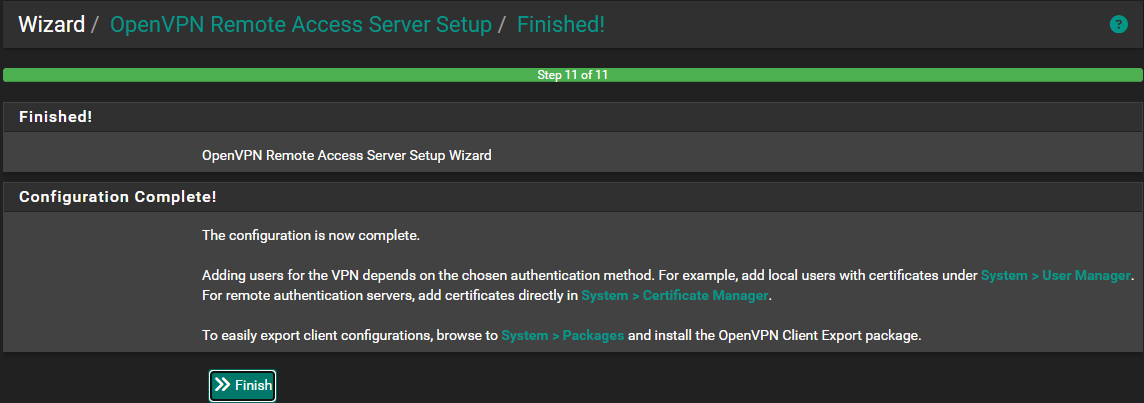 Wizard / OpenVPN Remote Access Server Setup / Finished!
?
Step 11 of 11
Finished!
OpenVPN Remote Access Server Setup Wizard
Configuration Complete!
The configuration is now complete.
Adding users for the VPN depends on the chosen authentication method. For example, add local users with certificates under System > User Manager.
For remote authentication servers, add certificates directly in System > Certificate Manager.
To easily export client configurations, browse to System > Packages and install the OpenVPN Client Export package.
Finish